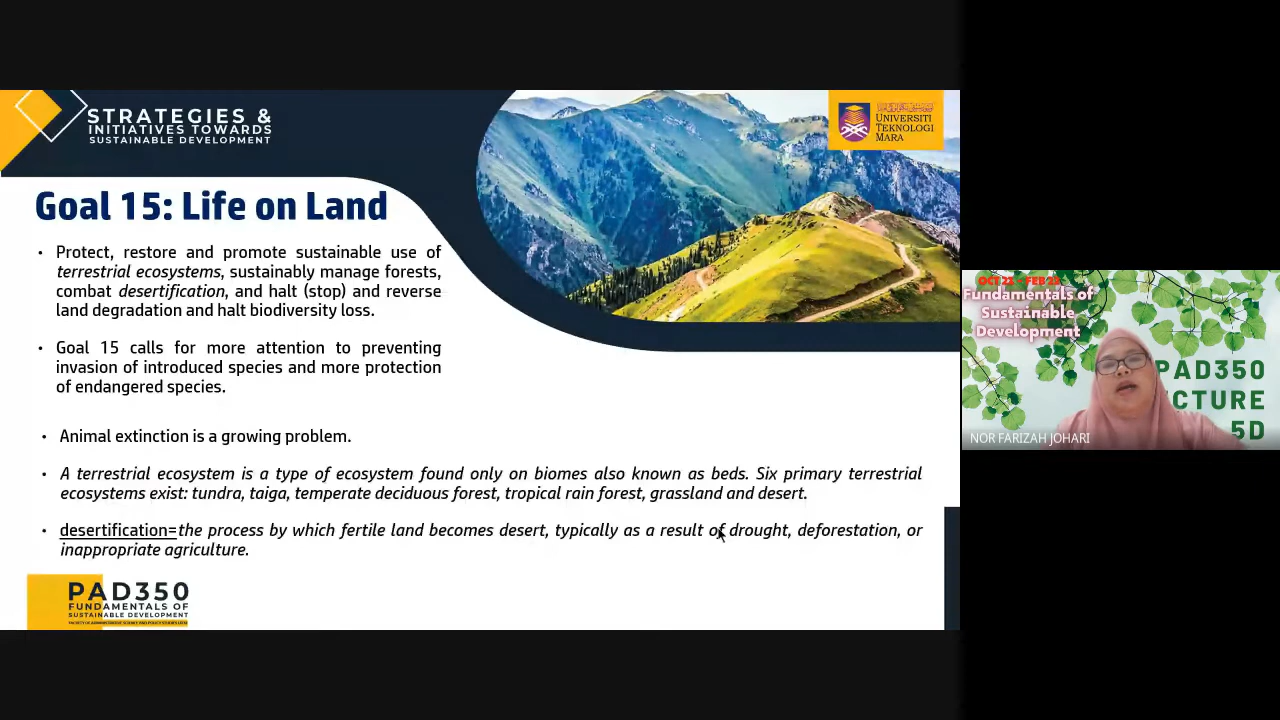 STRATEGIES &
INITIATIVES TOWARDS
SUSTAINABLE DEVELOPMENT
UNIVERSITI
TEKNOLOGI
MARA
Goal 15: Life on Land
• Protect, restore and promote sustainable use of
terrestrial ecosystems, sustainably manage forests,
combat desertification, and halt (stop) and reverse
land degradation and halt biodiversity loss.
• Goal 15 calls for more attention to preventing
invasion of introduced species and more protection
of endangered species.
• Animal extinction is a growing problem.
• A terrestrial ecosystem is a type of ecosystem found only on biomes also known as beds. Six primary terrestrial
ecosystems exist: tundra, taiga, temperate deciduous forest, tropical rain forest, grassland and desert.
• desertification=the process by which fertile land becomes desert, typically as a result of drought, deforestation, or
inappropriate agriculture.
PAD350
FUNDAMENTALS OF
SUSTAINABLE DEVELOPMENT
Fundamentals of
Sustainable
Development
PAD350
CTURE
5D
NOR FARIZAH JOHARI